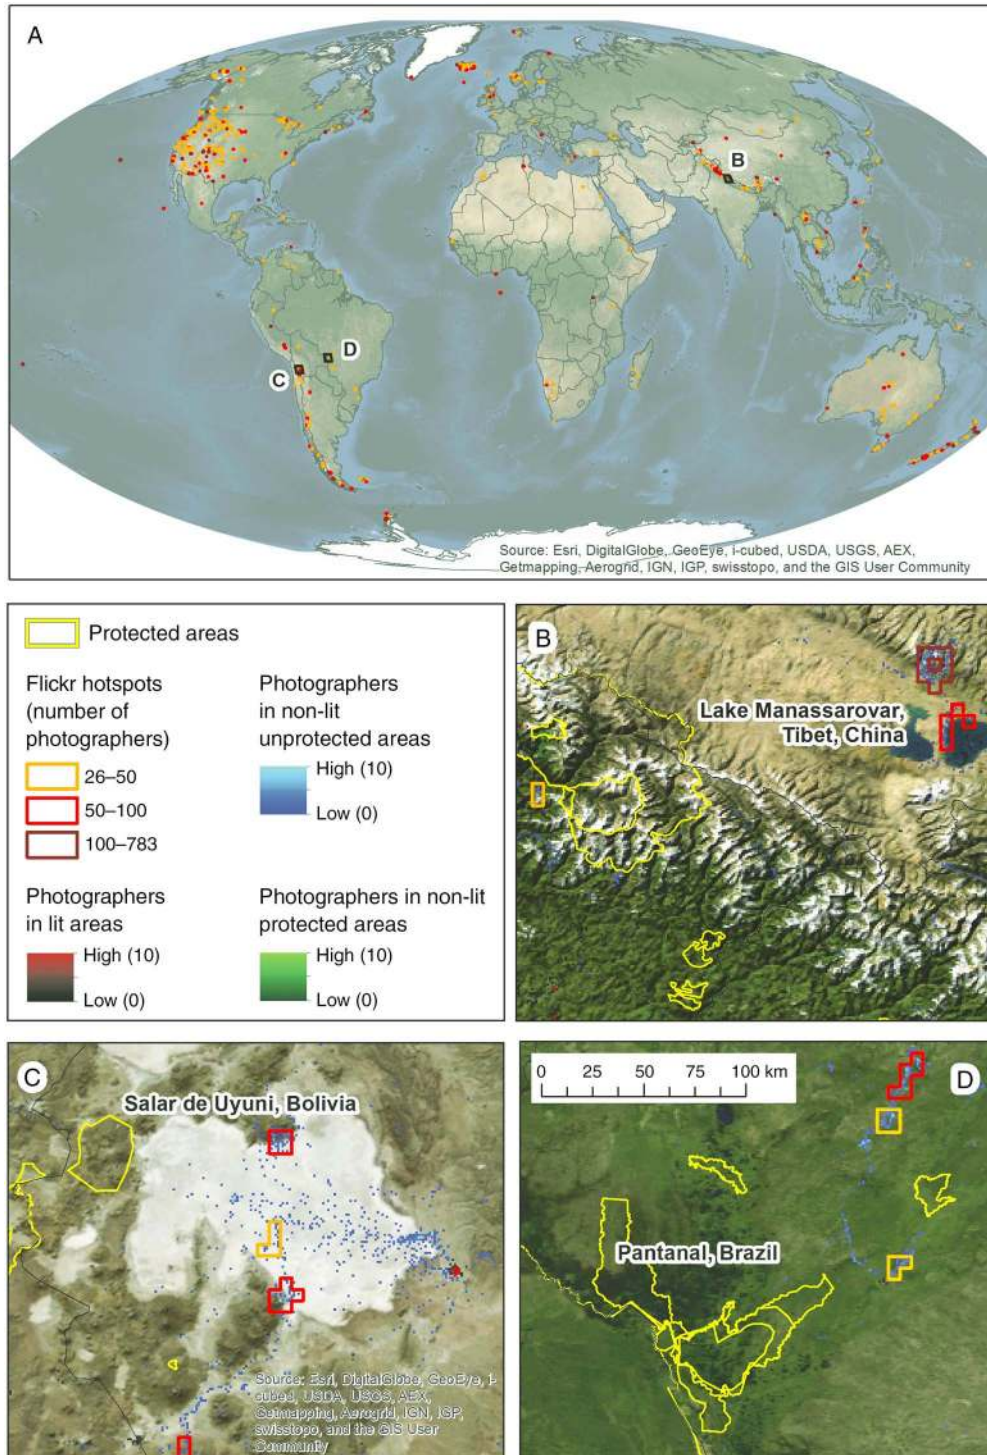 A
B
D
C
Source: Esri, DigitalGlobe, GeoEye, i-cubed, USDA, USGS, AEX,
Getmapping, Aerogrid, IGN, IGP, swisstopo, and the GIS User Community
Protected areas
Flickr hotspots
(number of
photographers)
26–50
50–100
100–783
Photographers
in non-lit
unprotected areas
High (10)
Low (0)
Photographers
in lit areas
High (10)
Low (0)
Photographers in non-lit
protected areas
High (10)
Low (0)
B
Lake Manassarovar,
Tibet, China
C
Salar de Uyuni, Bolivia
Source: Esri, DigitalGlobe, GeoEye, i-
cubed, USDA, USGS, AEX,
Getmapping, Aerogrid, IGN, IGP,
swisstopo, and the GIS User
Community
D
0 25 50 75 100 km
Pantanal, Brazil